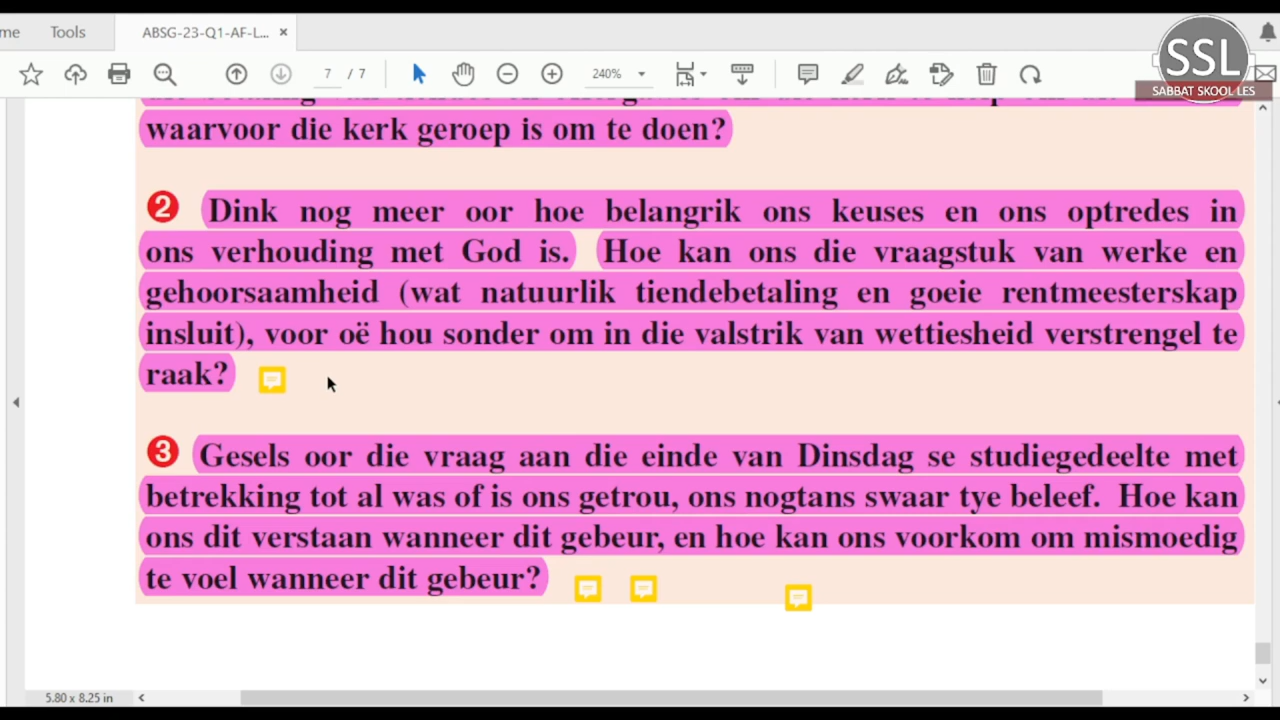 me Tools ABSG-23-Q1-AF-L... ×
SSL
SABBAT SKOOL LES
7 / 7 240%
waarvoor die kerk geroep is om te doen?
2 Dink nog meer oor hoe belangrik ons keuses en ons optredes in
ons verhouding met God is. Hoe kan ons die vraagstuk van werke en
gehoorsaamheid (wat natuurlik tiendebetaling en goeie rentmeesterskap
insluit), voor oë hou sonder om in die valstrik van wettiesheid verstrengel te
raak?
3 Gesels oor die vraag aan die einde van Dinsdag se studiegedeelte met
betrekking tot al was of is ons getrou, ons nogtans swaar tye beleef. Hoe kan
ons dit verstaan wanneer dit gebeur, en hoe kan ons voorkom om mismoedig
te voel wanneer dit gebeur?
5.80 x 8.25 in